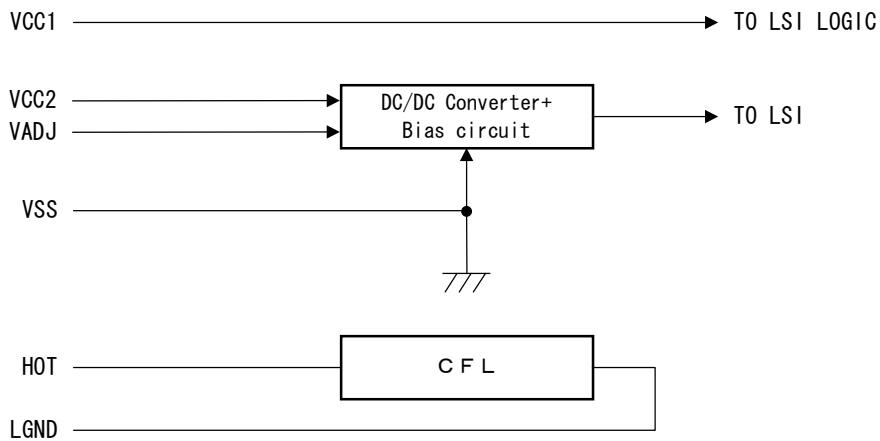 VCC1
TO LSI LOGIC
VCC2
VADJ
DC/DC Converter+
Bias circuit
TO LSI
VSS
HOT
CFL
LGND